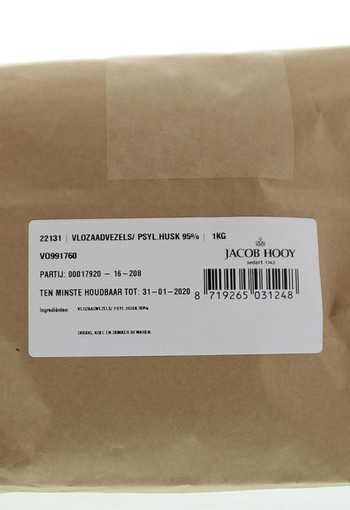 22131 | VLOZAADVEZELS/ PSYL.HUSK 95% | 1KG
VO991760
JACOB HOOY
sedert 1743
PARTIJ: 00017920 - 16-208
TEN MINSTE HOUDBAAR TOT: 31-01-2020
8 719265 031248
Ingrediënten: VLOZAADVEZELS/ PSYL.HUSK 95%
DROOG, KOEL EN DONKER BEWAREN.